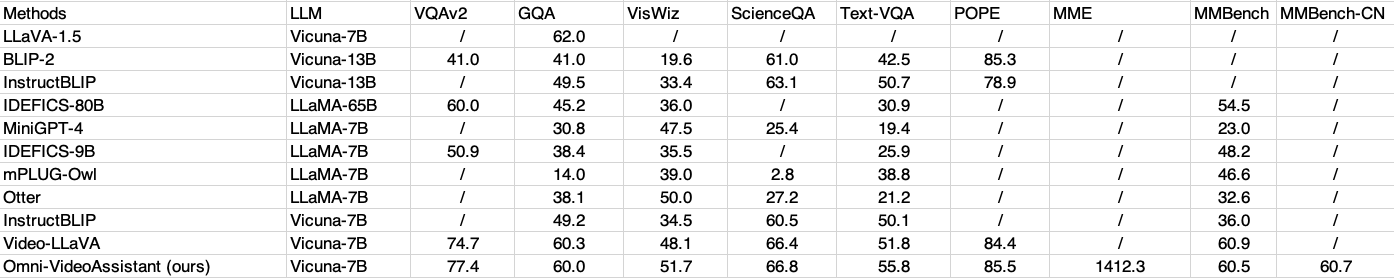 Methods LLM VQAv2 GQA VisWiz ScienceQA Text-VQA POPE MME MMBench MMBench-CN
LLaVA-1.5 Vicuna-7B / 62.0 / / / / / / /
BLIP-2 Vicuna-13B 41.0 41.0 19.6 61.0 42.5 85.3 / / /
InstructBLIP Vicuna-13B / 49.5 33.4 63.1 50.7 78.9 / / /
IDEFICS-80B LLaMA-65B 60.0 45.2 36.0 / 30.9 / / 54.5 /
MiniGPT-4 LLaMA-7B / 30.8 47.5 25.4 19.4 / / 23.0 /
IDEFICS-9B LLaMA-7B 50.9 38.4 35.5 / 25.9 / / 48.2 /
mPLUG-Owl LLaMA-7B / 14.0 39.0 2.8 38.8 / / 46.6 /
Otter LLaMA-7B / 38.1 50.0 27.2 21.2 / / 32.6 /
InstructBLIP Vicuna-7B / 49.2 34.5 60.5 50.1 / / 36.0 /
Video-LLaVA Vicuna-7B 74.7 60.3 48.1 66.4 51.8 84.4 / 60.9 /
Omni-VideoAssistant (ours) Vicuna-7B 77.4 60.0 51.7 66.8 55.8 85.5 1412.3 60.5 60.7